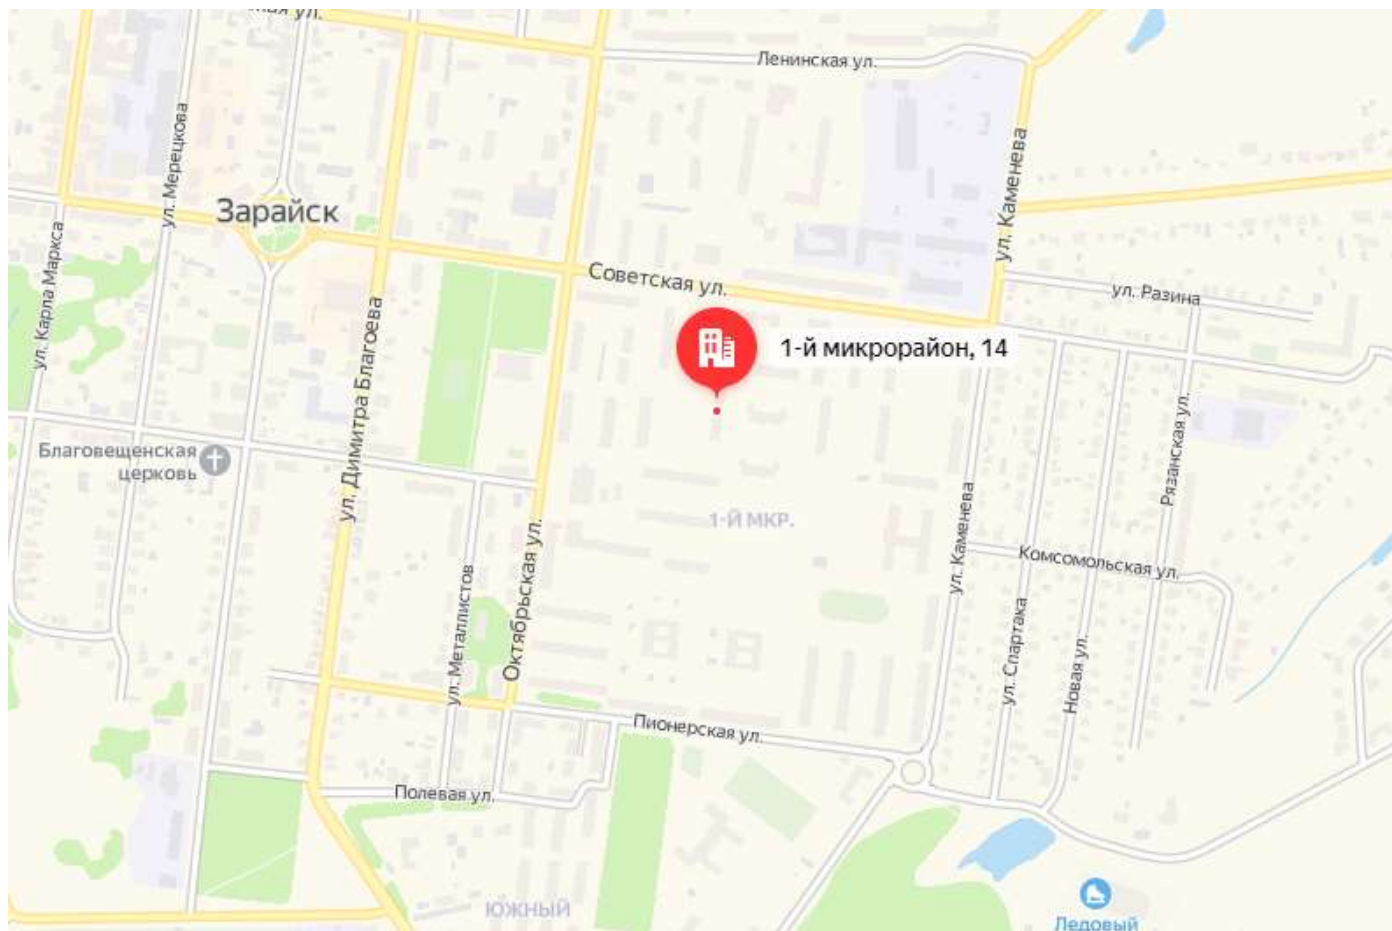 Ленинская ул.
ул. Мерецкова
ул. Каменева
Зарайск
ул. Карла Маркса
Советская ул.
ул. Разина
1-й микрорайон, 14
ул. Димитра Благоева
Благовещенская
церковь
Рязанская ул.
1-Й МКР.
ул. Каменева
Октябрьская ул.
Комсомольская ул.
ул. Металлистов
ул. Спартака
Новая ул.
Пионерская ул.
Полевая ул.
ЮЖНЫЙ
Ледовый